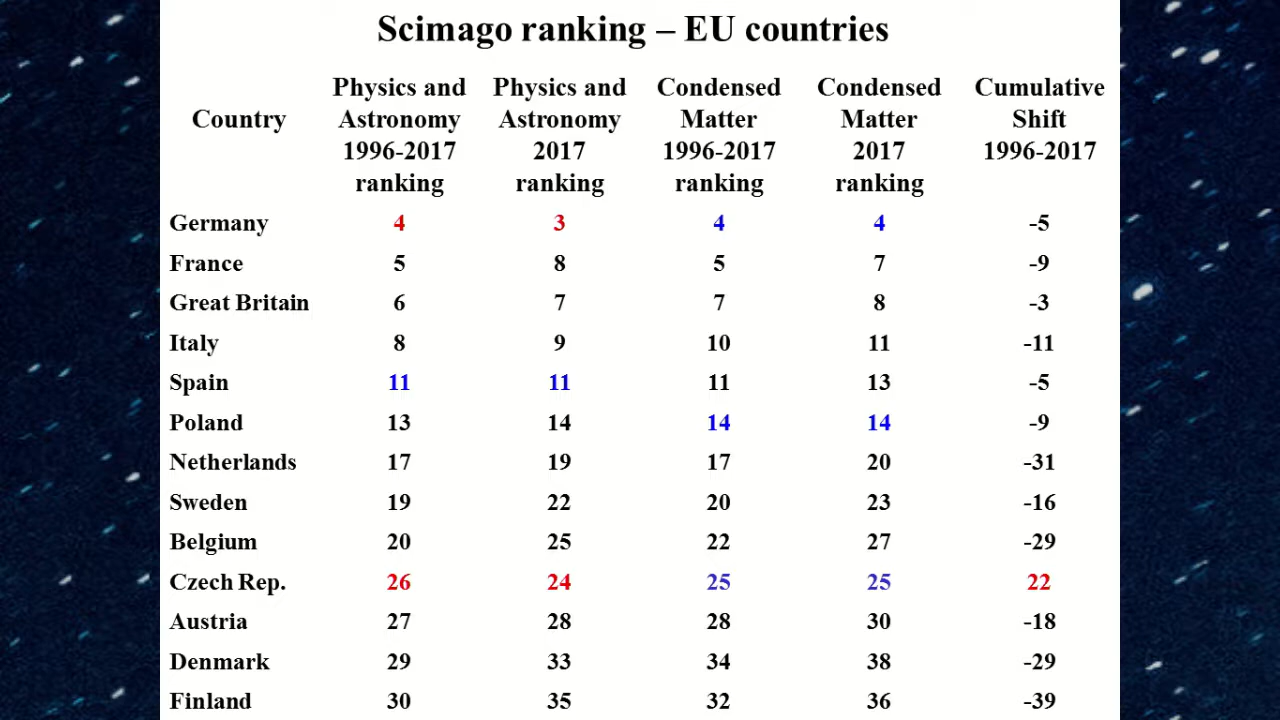 Scimago ranking – EU countries
Country Physics and Astronomy 1996-2017 ranking Physics and Astronomy 2017 ranking Condensed Matter 1996-2017 ranking Condensed Matter 2017 ranking Cumulative Shift 1996-2017
Germany 4 3 4 4 -5
France 5 8 5 7 -9
Great Britain 6 7 7 8 -3
Italy 8 9 10 11 -11
Spain 11 11 11 13 -5
Poland 13 14 14 14 -9
Netherlands 17 19 17 20 -31
Sweden 19 22 20 23 -16
Belgium 20 25 22 27 -29
Czech Rep. 26 24 25 25 22
Austria 27 28 28 30 -18
Denmark 29 33 34 38 -29
Finland 30 35 32 36 -39